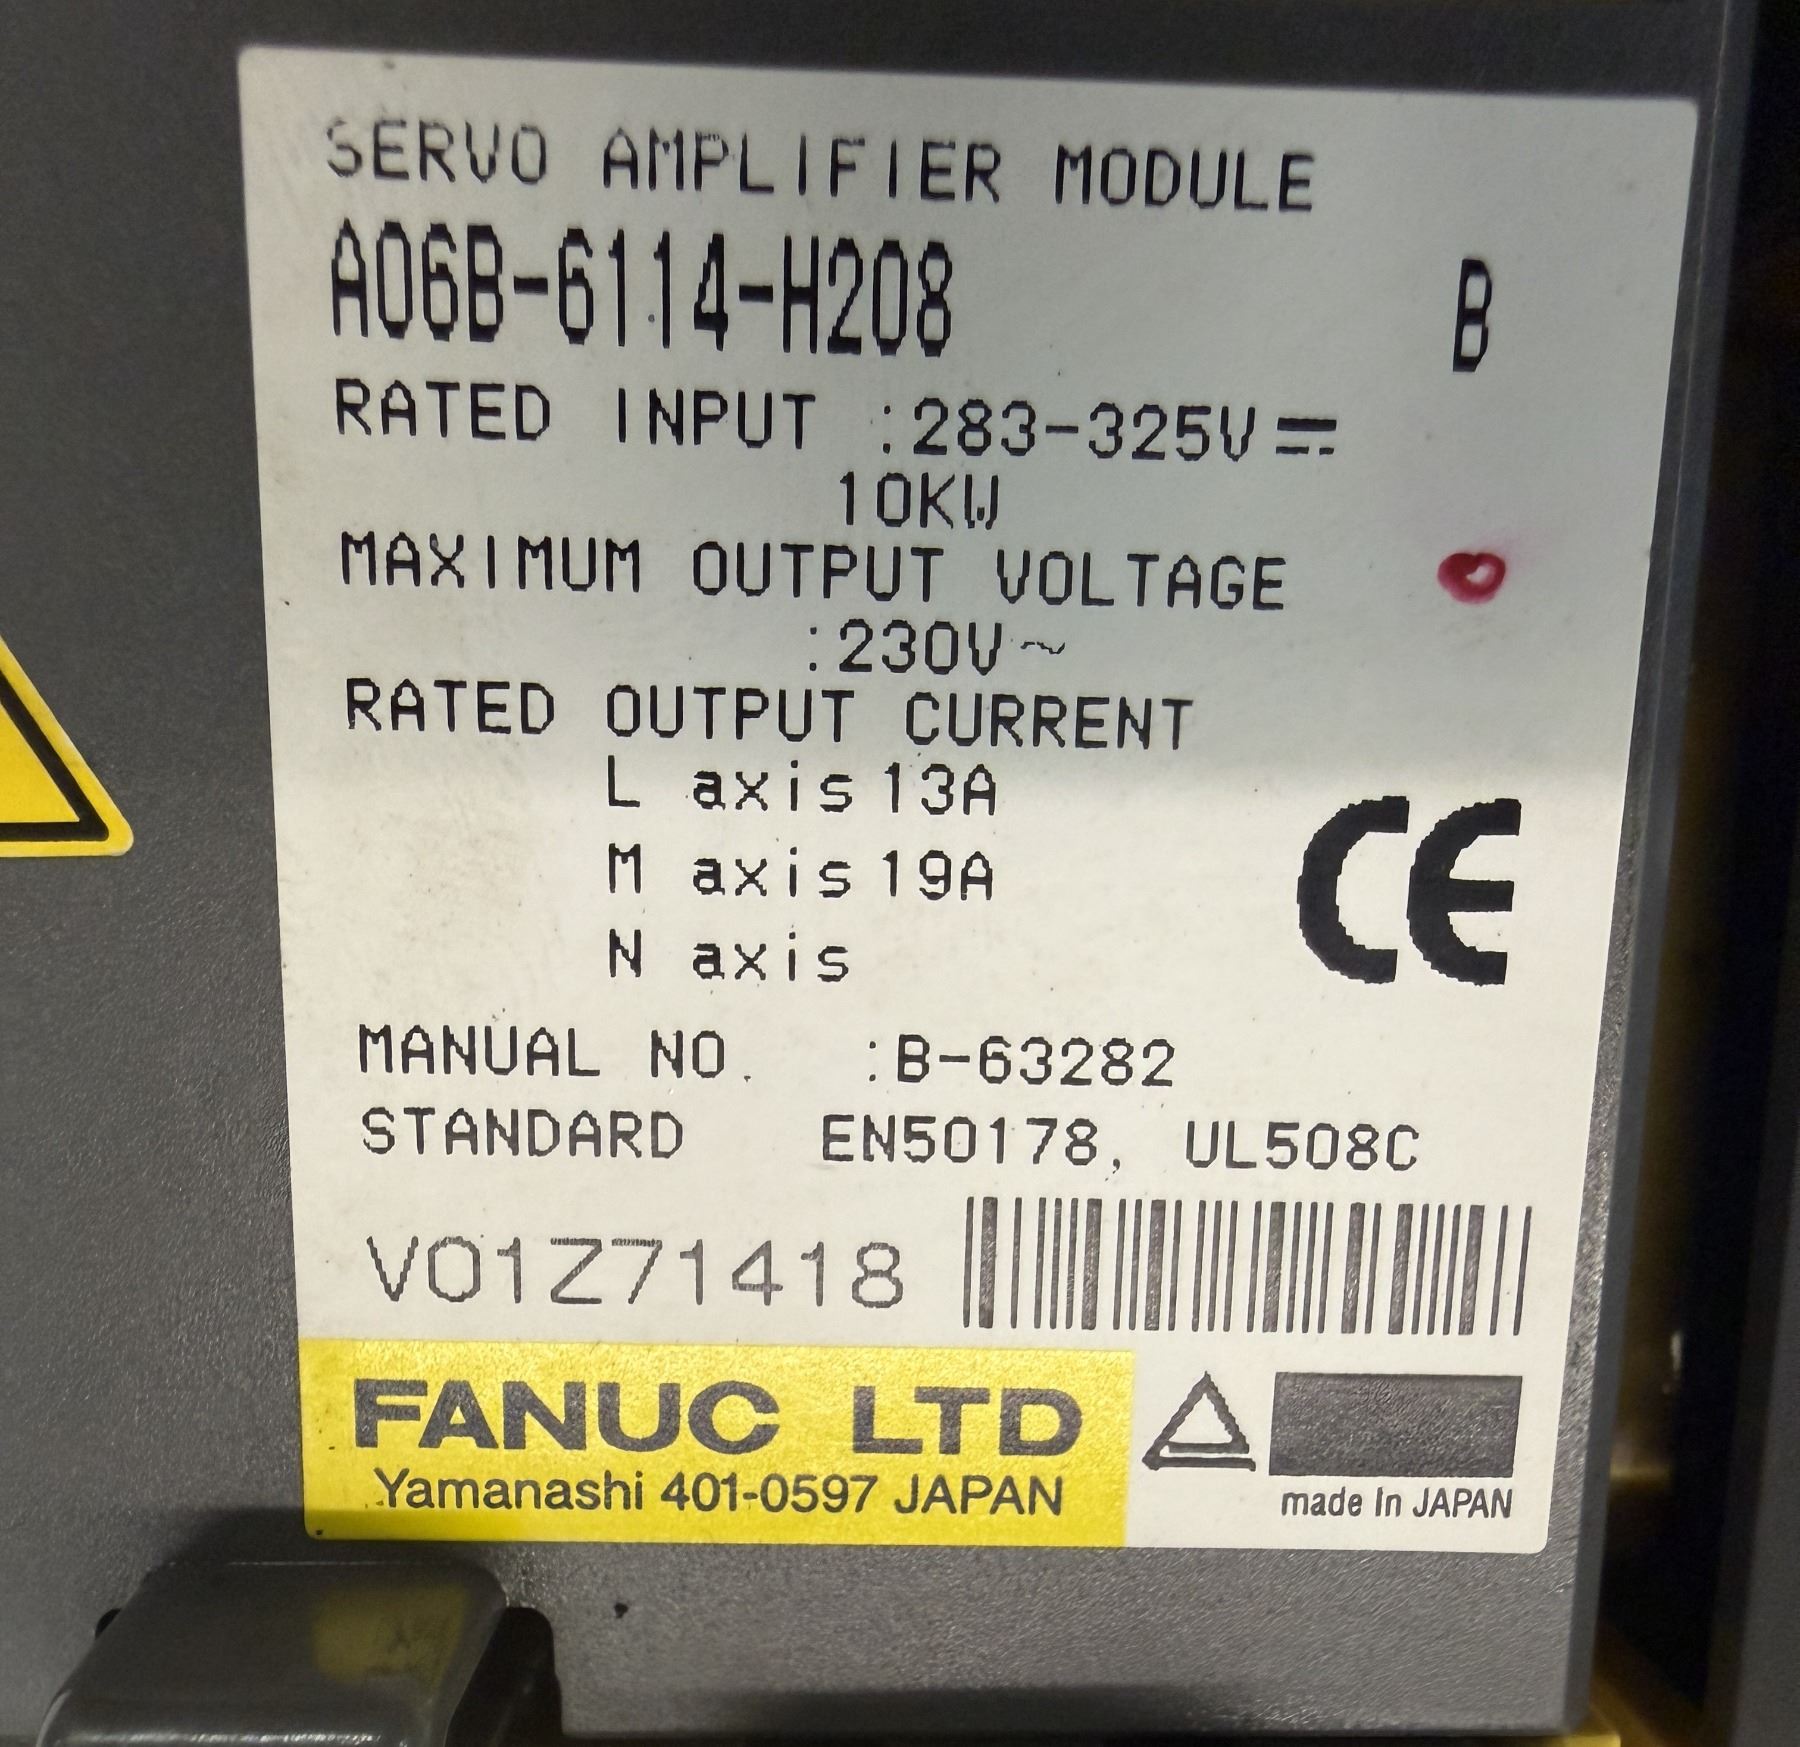 SERVO AMPLIFIER MODULE
A06B-6114-H208 B
RATED INPUT :283-325V⎓
10KW
MAXIMUM OUTPUT VOLTAGE
:230V~
RATED OUTPUT CURRENT
L axis 13A
M axis 19A
N axis
MANUAL NO. :B-63282
STANDARD EN50178, UL508C
CE
V01Z71418
FANUC LTD
Yamanashi 401-0597 JAPAN
made In JAPAN